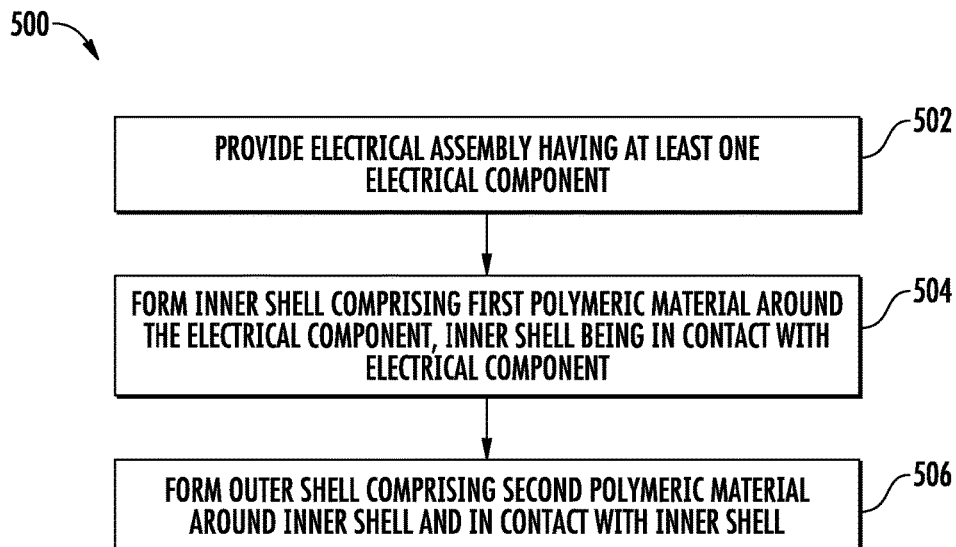 500
502
PROVIDE ELECTRICAL ASSEMBLY HAVING AT LEAST ONE
ELECTRICAL COMPONENT
504
FORM INNER SHELL COMPRISING FIRST POLYMERIC MATERIAL AROUND
THE ELECTRICAL COMPONENT, INNER SHELL BEING IN CONTACT WITH
ELECTRICAL COMPONENT
506
FORM OUTER SHELL COMPRISING SECOND POLYMERIC MATERIAL
AROUND INNER SHELL AND IN CONTACT WITH INNER SHELL